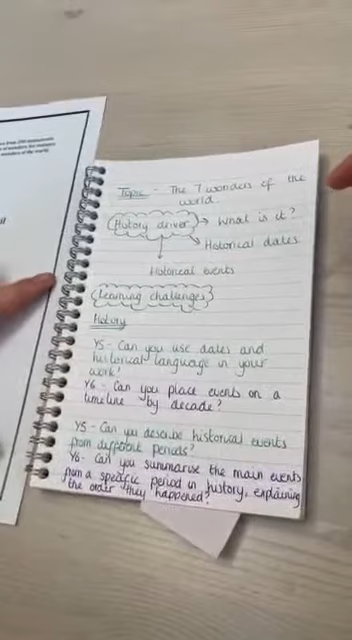 Topic - The 7 wonders of the
world
History driver → What is it?
Historical dates
Historical events
Learning challenges
History
Y5 - Can you use dates and
historical language in your
work?
Y6 - Can you place events on a
timeline by decade?
Y5 - Can you describe historical events
from different periods?
Y6 - Can you summarise the main events
from a specific period in history, explaining
the order they happened?